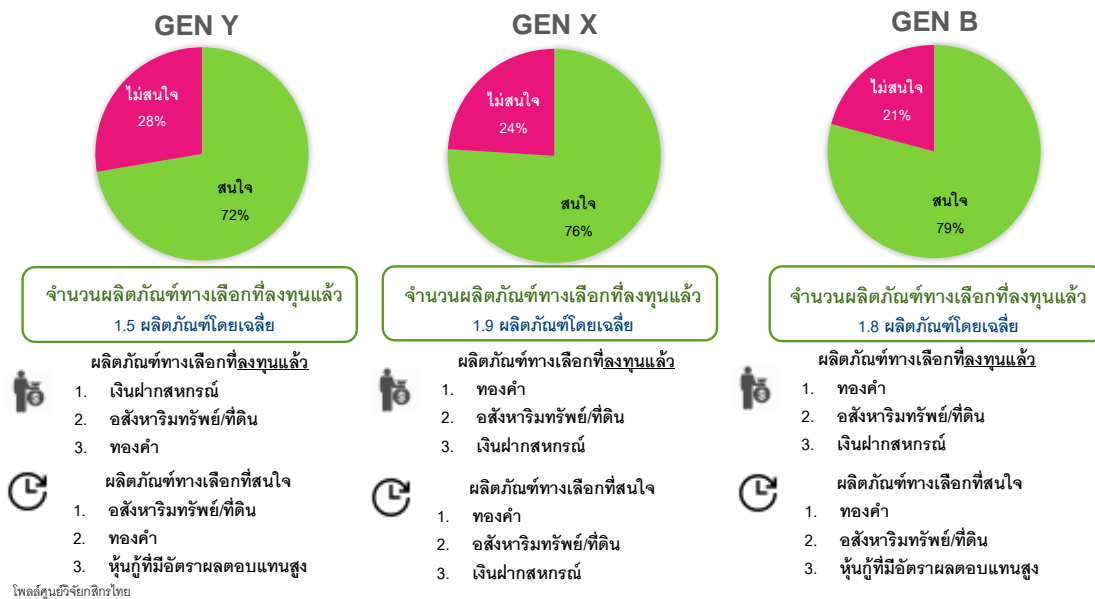 GEN Y
ไม่สนใจ
28%
สนใจ
72%
จำนวนผลิตภัณฑ์ทางเลือกที่ลงทุนแล้ว
1.5 ผลิตภัณฑ์โดยเฉลี่ย
ผลิตภัณฑ์ทางเลือกที่ลงทุนแล้ว
1. เงินฝากสหกรณ์
2. อสังหาริมทรัพย์/ที่ดิน
3. ทองคำ
ผลิตภัณฑ์ทางเลือกที่สนใจ
1. อสังหาริมทรัพย์/ที่ดิน
2. ทองคำ
3. หุ้นกู้ที่มีอัตราผลตอบแทนสูง
GEN X
ไม่สนใจ
24%
สนใจ
76%
จำนวนผลิตภัณฑ์ทางเลือกที่ลงทุนแล้ว
1.9 ผลิตภัณฑ์โดยเฉลี่ย
ผลิตภัณฑ์ทางเลือกที่ลงทุนแล้ว
1. ทองคำ
2. อสังหาริมทรัพย์/ที่ดิน
3. เงินฝากสหกรณ์
ผลิตภัณฑ์ทางเลือกที่สนใจ
1. ทองคำ
2. อสังหาริมทรัพย์/ที่ดิน
3. เงินฝากสหกรณ์
GEN B
ไม่สนใจ
21%
สนใจ
79%
จำนวนผลิตภัณฑ์ทางเลือกที่ลงทุนแล้ว
1.8 ผลิตภัณฑ์โดยเฉลี่ย
ผลิตภัณฑ์ทางเลือกที่ลงทุนแล้ว
1. ทองคำ
2. อสังหาริมทรัพย์/ที่ดิน
3. เงินฝากสหกรณ์
ผลิตภัณฑ์ทางเลือกที่สนใจ
1. ทองคำ
2. อสังหาริมทรัพย์/ที่ดิน
3. หุ้นกู้ที่มีอัตราผลตอบแทนสูง
โพลล์ศูนย์วิจัยกสิกรไทย